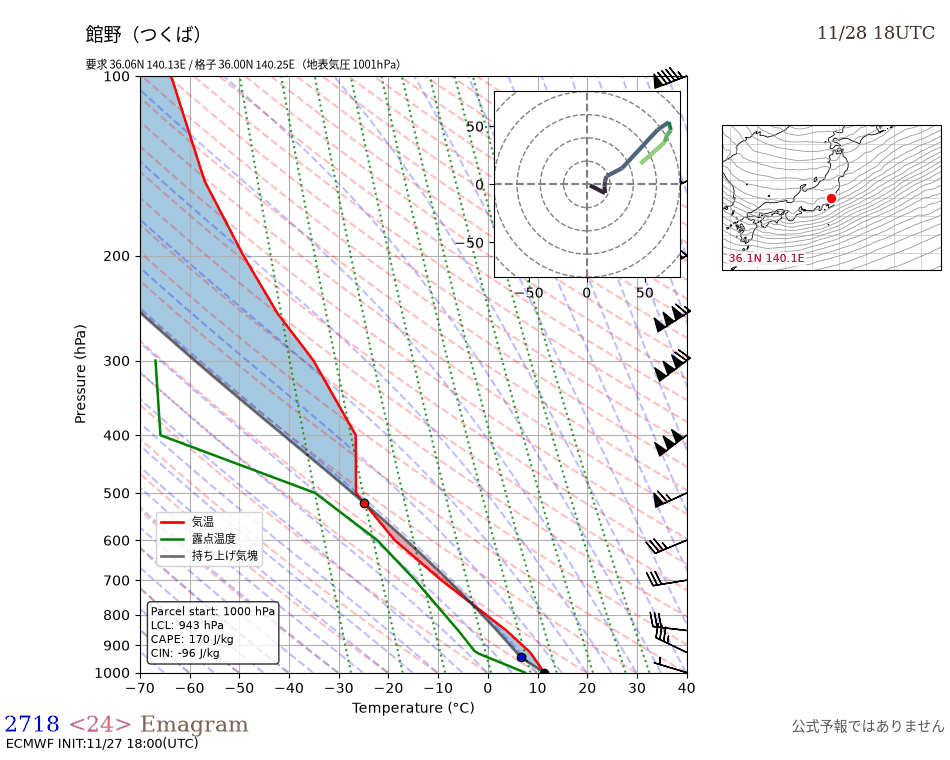 館野（つくば）
11/28 18UTC
要求 36.06N 140.13E / 格子 36.00N 140.25E（地表気圧 1001hPa）
100
200
300
400
500
600
700
800
900
1000
Pressure (hPa)
50
0
−50
−50 0 50
36.1N 140.1E
気温
露点温度
持ち上げ気塊
Parcel start: 1000 hPa
LCL: 943 hPa
CAPE: 170 J/kg
CIN: -96 J/kg
−70 −60 −50 −40 −30 −20 −10 0 10 20 30 40
Temperature (°C)
2718 <24> Emagram
公式予報ではありません
ECMWF INIT:11/27 18:00(UTC)